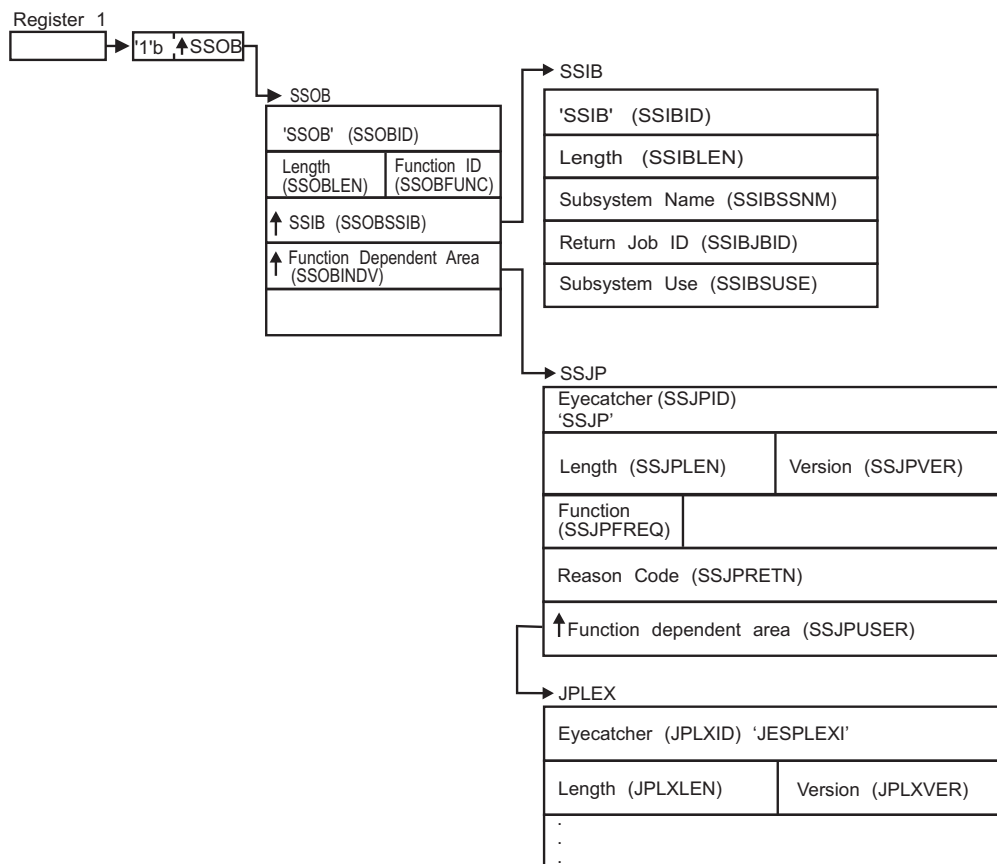 Register 1
'1'b ↑SSOB
SSOB
'SSOB' (SSOBID)
Length
(SSOBLEN)
Function ID
(SSOBFUNC)
↑ SSIB (SSOBSSIB)
↑ Function Dependent Area
(SSOBINDV)
SSIB
'SSIB' (SSIBID)
Length (SSIBLEN)
Subsystem Name (SSIBSSNM)
Return Job ID (SSIBJBID)
Subsystem Use (SSIBSUSE)
SSJP
Eyecatcher (SSJPID)
‘SSJP’
Length (SSJPLEN)
Version (SSJPVER)
Function
(SSJPFREQ)
Reason Code (SSJPRETN)
↑Function dependent area (SSJPUSER)
JPLEX
Eyecatcher (JPLXID) ‘JESPLEXI’
Length (JPLXLEN)
Version (JPLXVER)
.
.
.